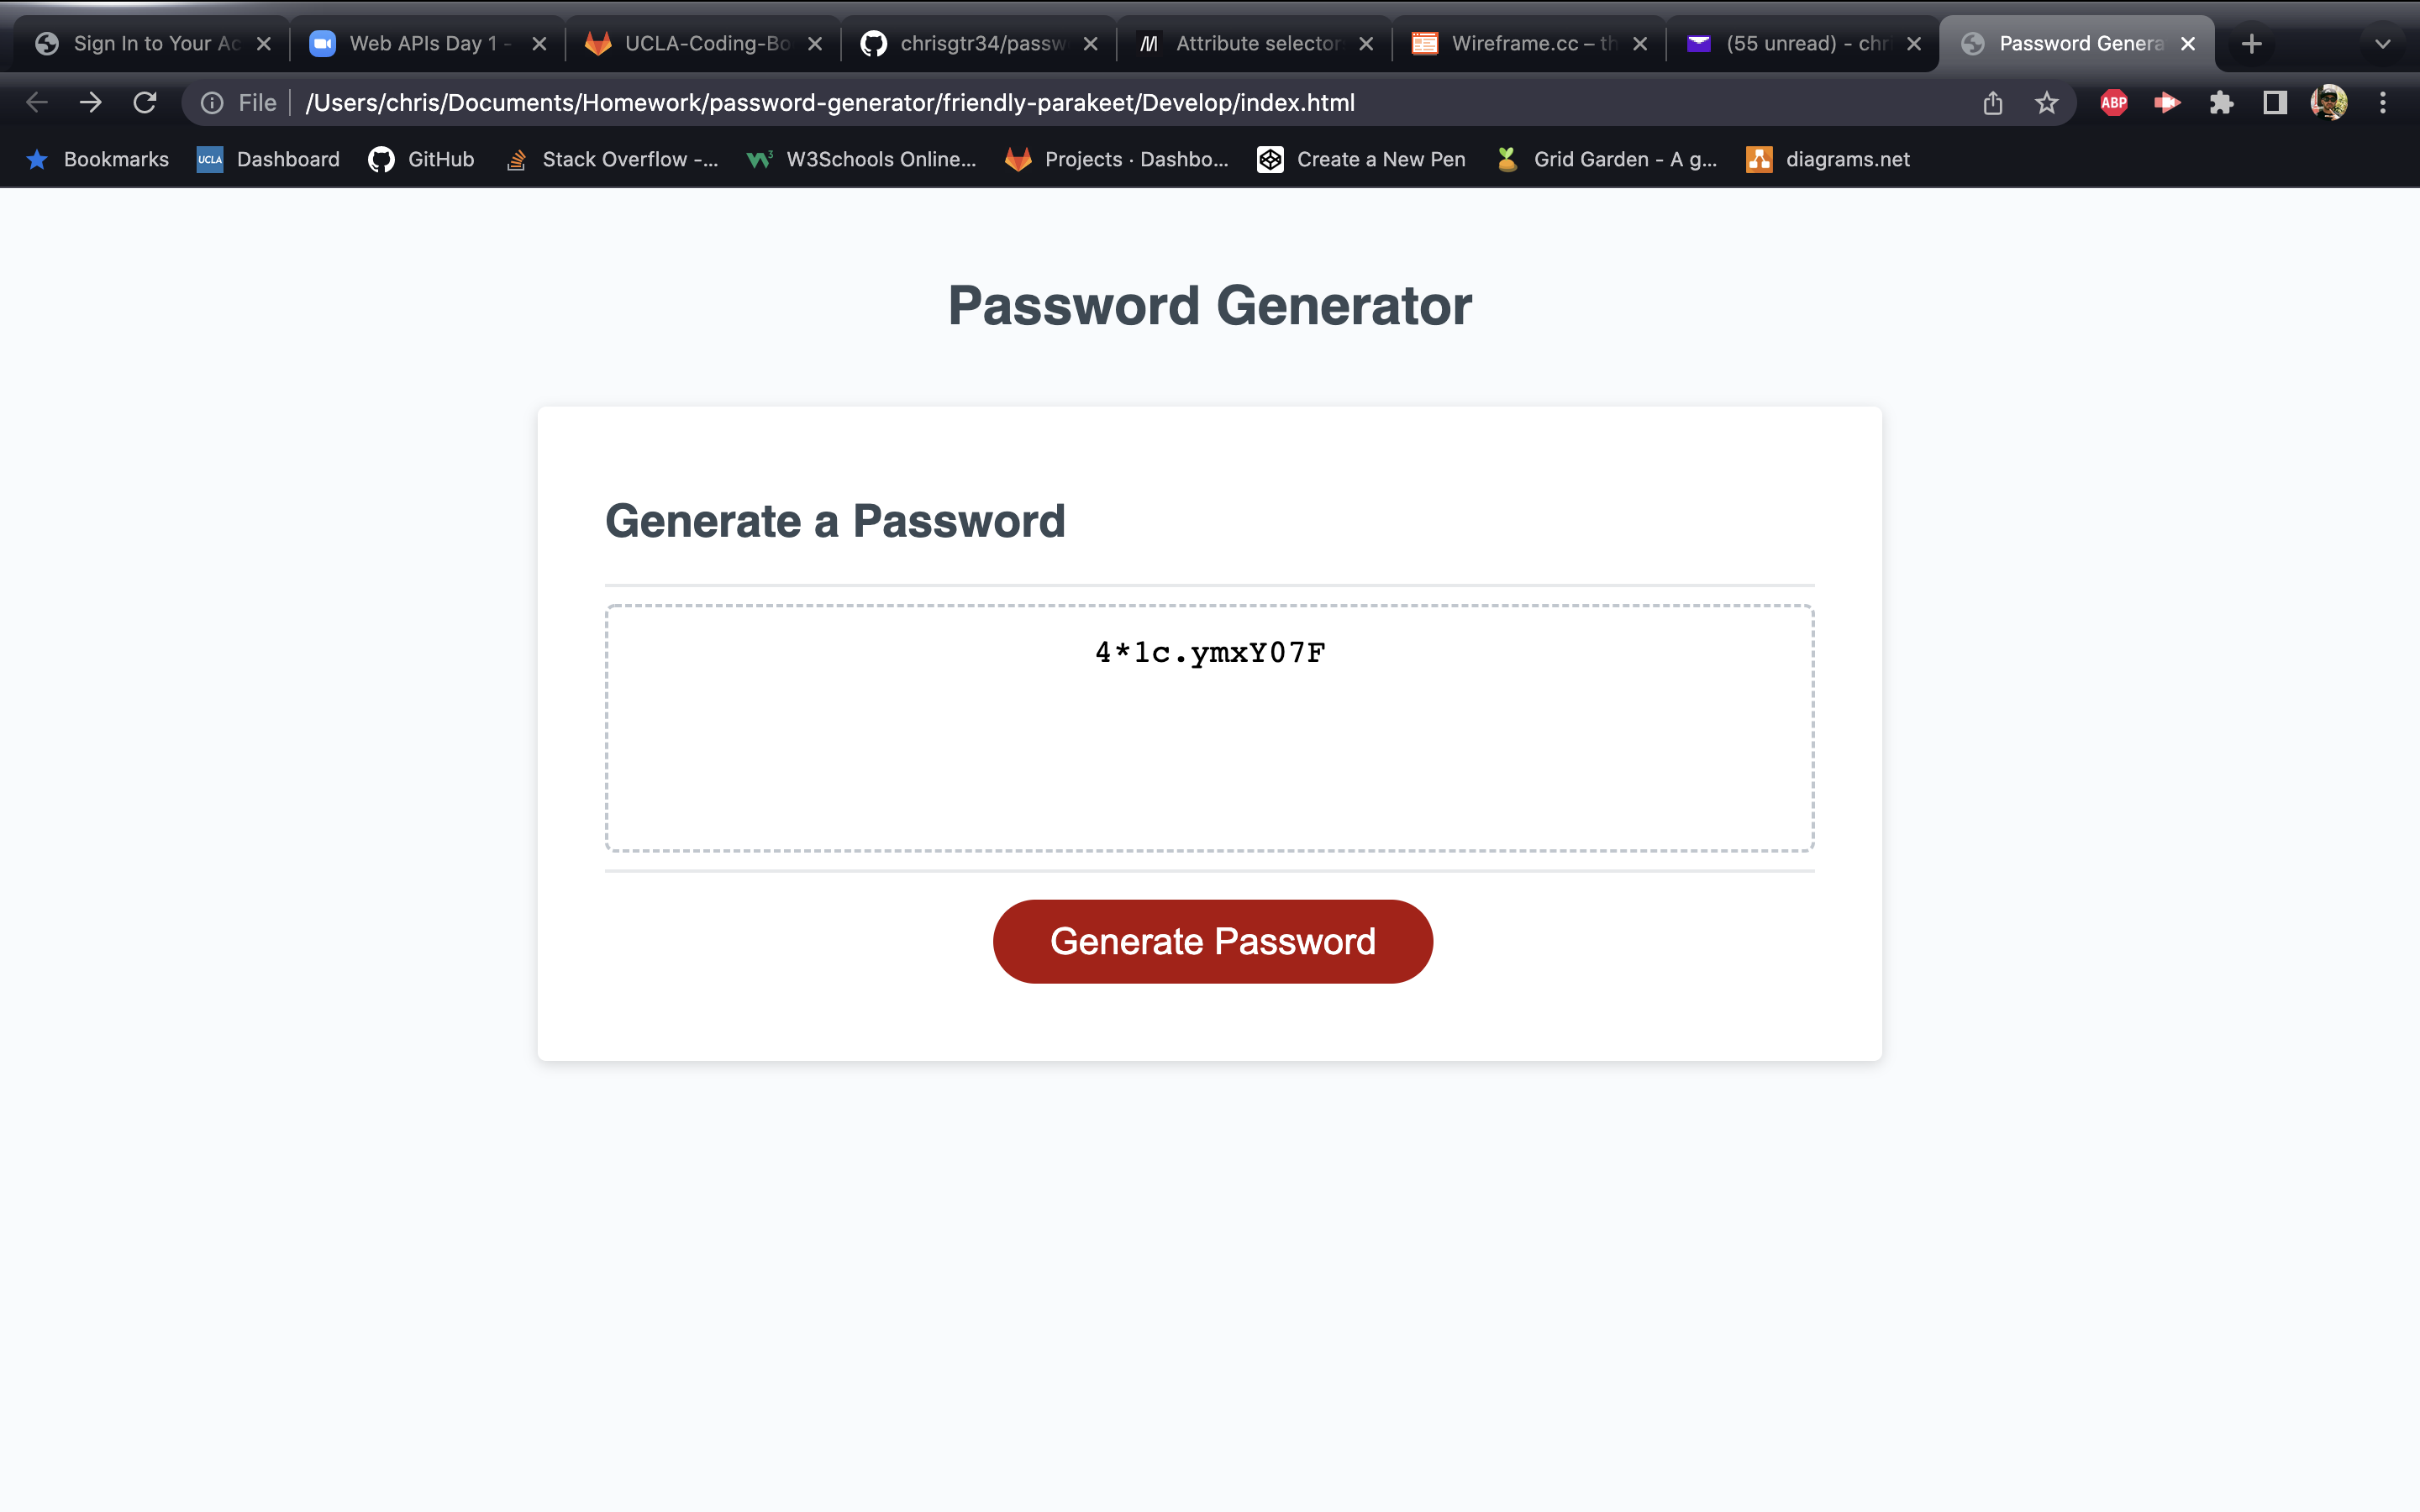 Sign In to Your Ac
Web APIs Day 1 -
UCLA-Coding-Bo
chrisgtr34/passw
Attribute selector
Wireframe.cc – th
(55 unread) - chri
Password Genera
File
/Users/chris/Documents/Homework/password-generator/friendly-parakeet/Develop/index.html
ABP
Bookmarks
UCLA
Dashboard
GitHub
Stack Overflow -...
W3Schools Online...
Projects · Dashbo...
Create a New Pen
Grid Garden - A g...
diagrams.net
Password Generator
Generate a Password
4*1c.ymxY07F
Generate Password